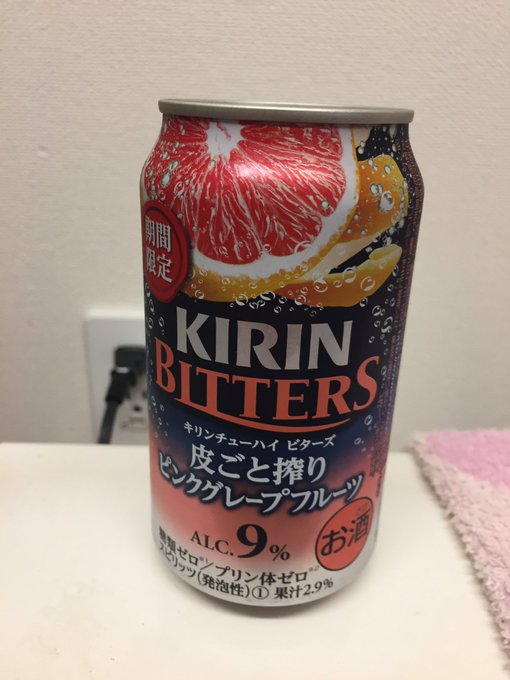 期間
限定
KIRIN
BITTERS
キリンチューハイ ビターズ
皮ごと搾り
ピンクグレープフルーツ
ALC.9%
お酒
糖類ゼロ※1/プリン体ゼロ※2
スピリッツ(発泡性)① 果汁2.9%